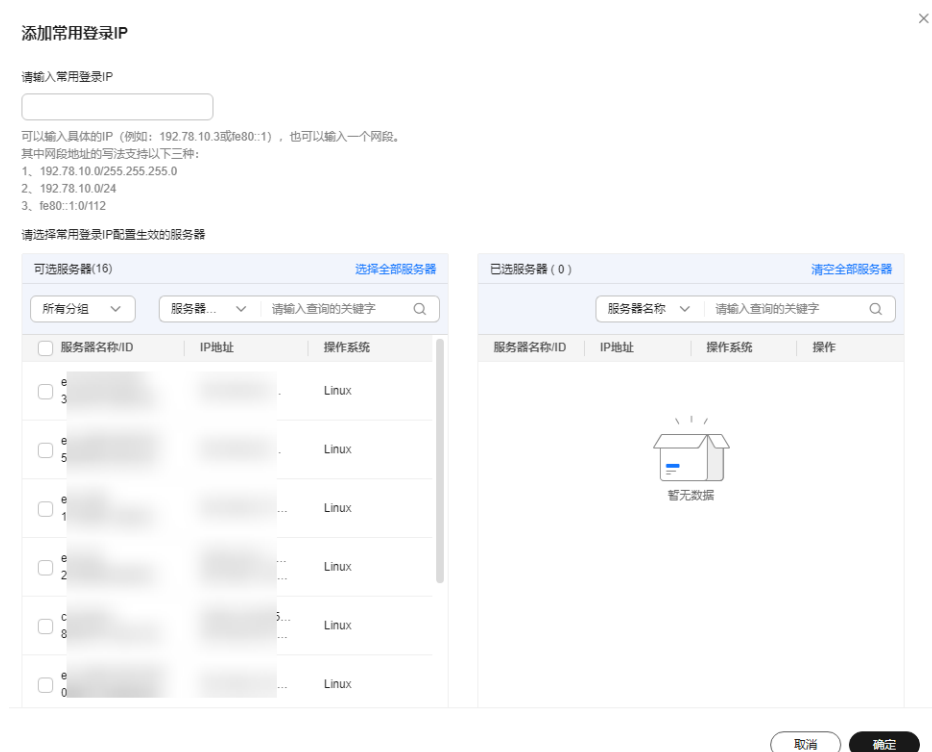 添加常用登录IP
请输入常用登录IP
可以输入具体的IP（例如：192.78.10.3或fe80::1），也可以输入一个网段。
其中网段地址的写法支持以下三种：
1、192.78.10.0/255.255.255.0
2、192.78.10.0/24
3、fe80::1:0/112
请选择常用登录IP配置生效的服务器
可选服务器(16) 选择全部服务器
所有分组 服务器... 请输入查询的关键字
服务器名称/ID IP地址 操作系统
e
3 . Linux
e
5 . Linux
e
1 ... Linux
e ...
2 ... Linux
c 5...
8 ... Linux
e
0 ... Linux
已选服务器 ( 0 ) 清空全部服务器
服务器名称 请输入查询的关键字
服务器名称/ID IP地址 操作系统 操作
暂无数据
取消 确定